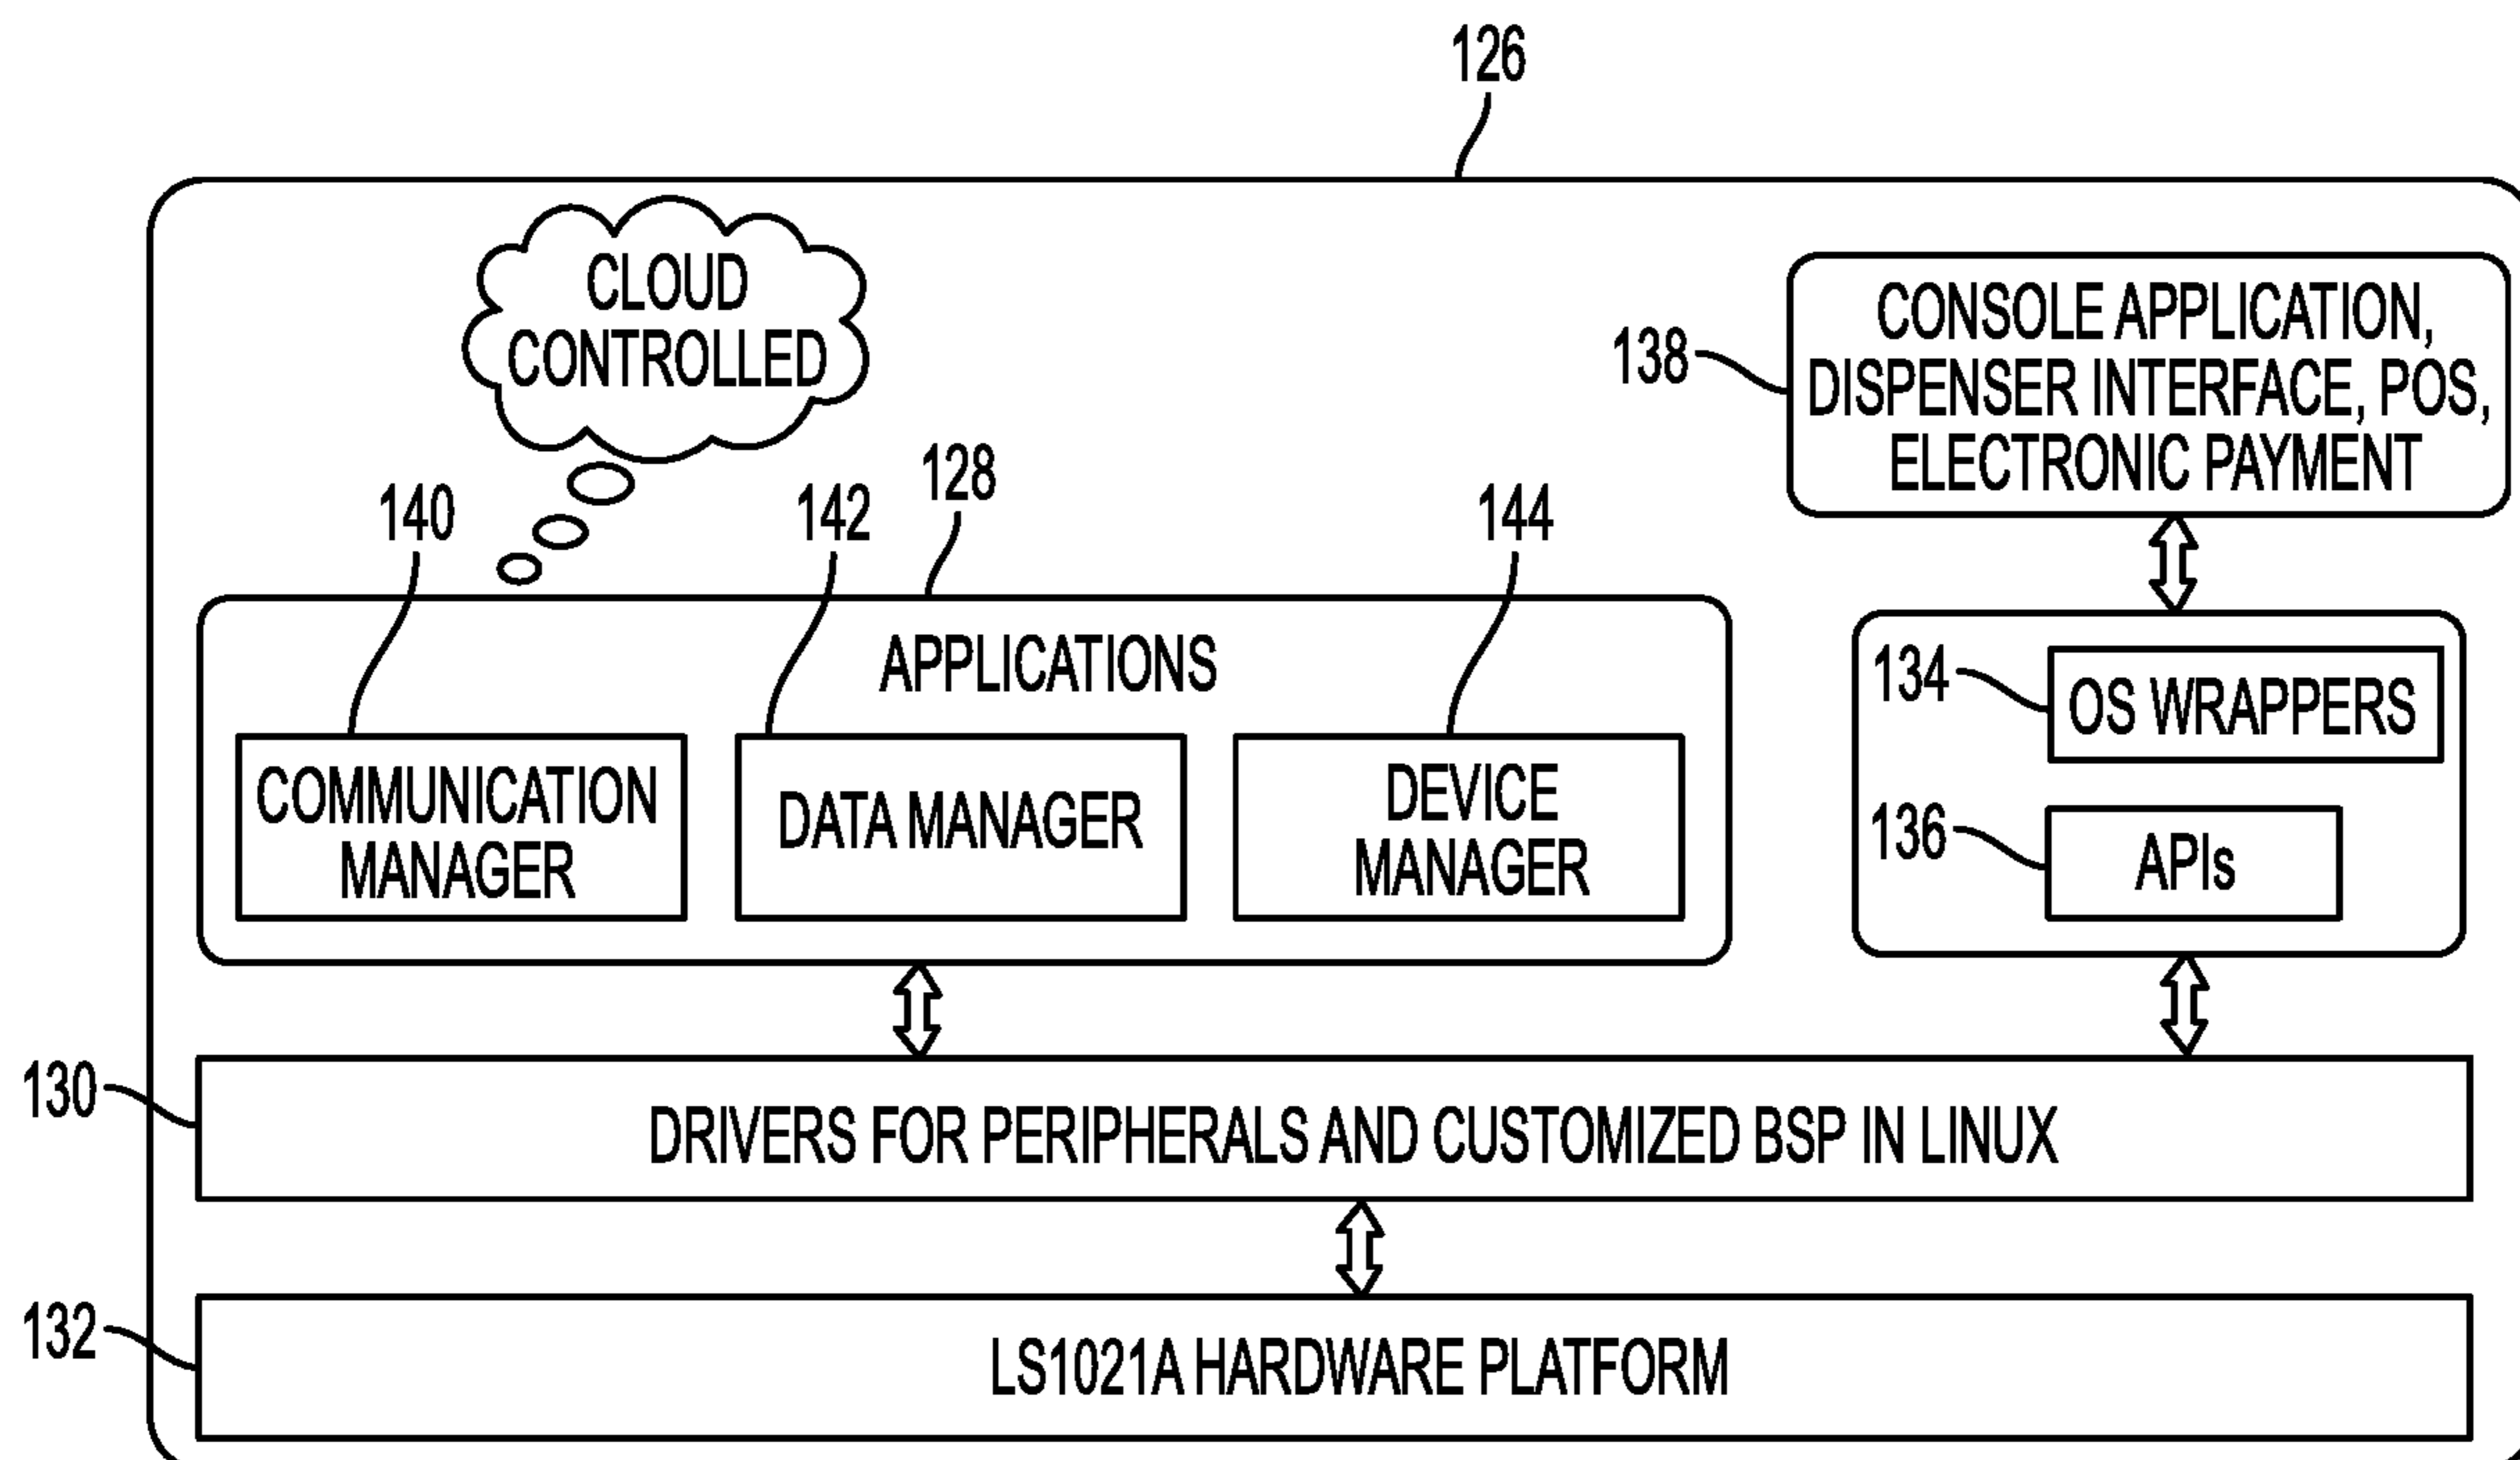 126
CLOUD
CONTROLLED
CONSOLE APPLICATION,
DISPENSER INTERFACE, POS,
ELECTRONIC PAYMENT
138
128
140
142
144
APPLICATIONS
COMMUNICATION
MANAGER
DATA MANAGER
DEVICE
MANAGER
134
OS WRAPPERS
136
APIs
130
DRIVERS FOR PERIPHERALS AND CUSTOMIZED BSP IN LINUX
132
LS1021A HARDWARE PLATFORM